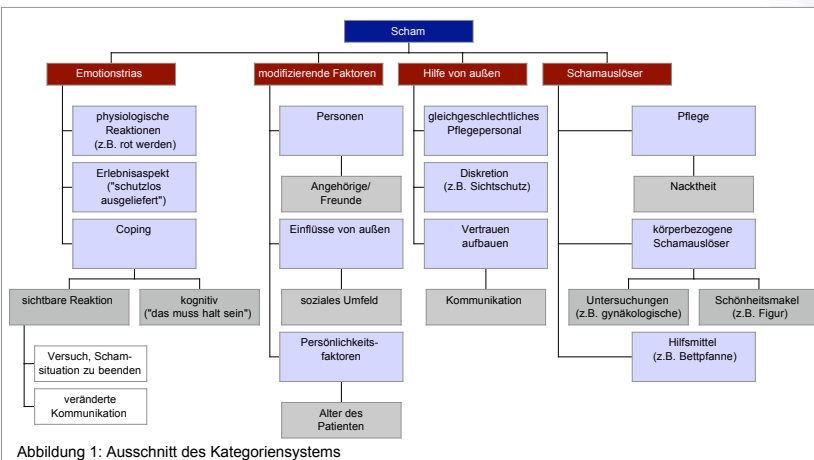 Scham
Emotionstrias
modifizierende Faktoren
Hilfe von außen
Schamauslöser
physiologische
Reaktionen
(z.B. rot werden)
Erlebnisaspekt
("schutzlos
ausgeliefert")
Coping
sichtbare Reaktion
kognitiv
("das muss halt sein")
Versuch, Scham-
situation zu beenden
veränderte
Kommunikation
Personen
Angehörige/
Freunde
Einflüsse von außen
soziales Umfeld
Persönlichkeits-
faktoren
Alter des
Patienten
gleichgeschlechtliches
Pflegepersonal
Diskretion
(z.B. Sichtschutz)
Vertrauen
aufbauen
Kommunikation
Pflege
Nacktheit
körperbezogene
Schamauslöser
Untersuchungen
(z.B. gynäkologische)
Schönheitsmakel
(z.B. Figur)
Hilfsmittel
(z.B. Bettpfanne)
Abbildung 1: Ausschnitt des Kategoriensystems